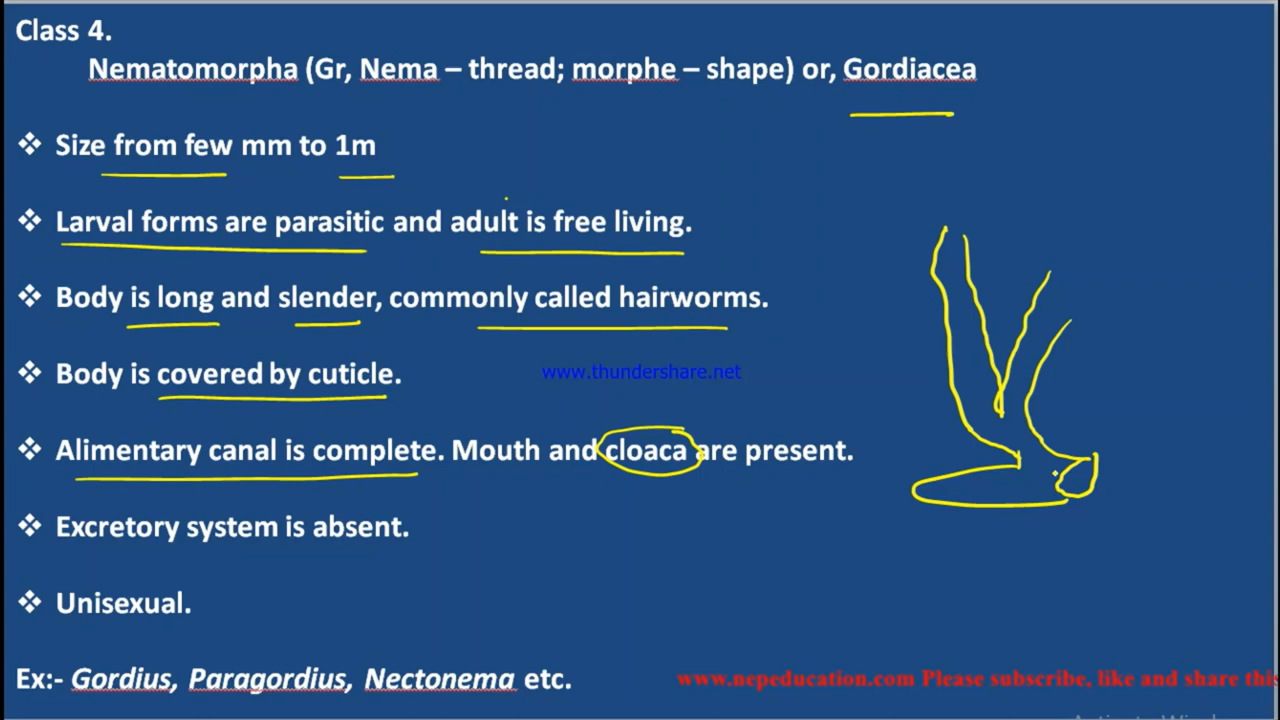 Class 4.
Nematomorpha (Gr, Nema – thread; morphe – shape) or, Gordiacea
❖ Size from few mm to 1m
❖ Larval forms are parasitic and adult is free living.
❖ Body is long and slender, commonly called hairworms.
❖ Body is covered by cuticle.
www.thundershare.net
❖ Alimentary canal is complete. Mouth and cloaca are present.
❖ Excretory system is absent.
❖ Unisexual.
Ex:- Gordius, Paragordius, Nectonema etc.
www.nepeducation.com Please subscribe, like and share this